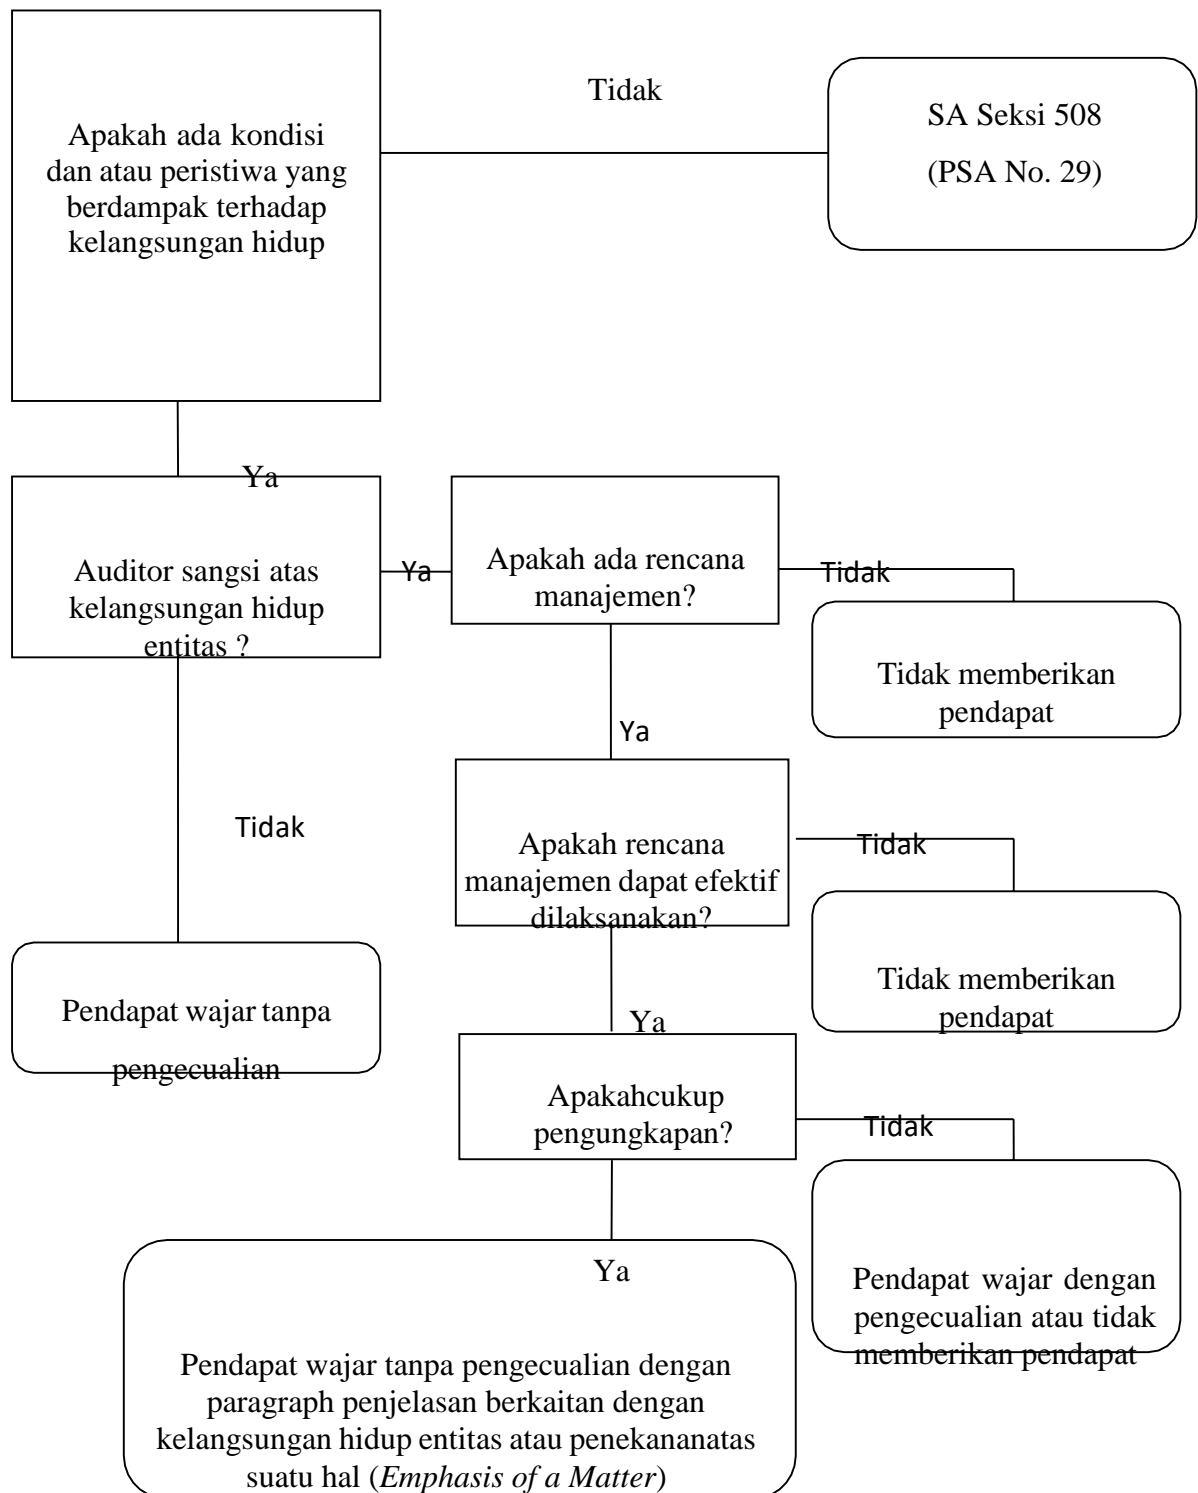 Apakah ada kondisi
dan atau peristiwa yang
berdampak terhadap
kelangsungan hidup
Tidak
SA Seksi 508
(PSA No. 29)
Ya
Auditor sangsi atas
kelangsungan hidup
entitas ?
Ya
Apakah ada rencana
manajemen?
Tidak
Tidak memberikan
pendapat
Ya
Tidak
Apakah rencana
manajemen dapat efektif
dilaksanakan?
Tidak
Tidak memberikan
pendapat
Pendapat wajar tanpa
pengecualian
Ya
Apakahcukup
pengungkapan?
Tidak
Pendapat wajar dengan
pengecualian atau tidak
memberikan pendapat
Ya
Pendapat wajar tanpa pengecualian dengan
paragraph penjelasan berkaitan dengan
kelangsungan hidup entitas atau penekananatas
suatu hal (Emphasis of a Matter)